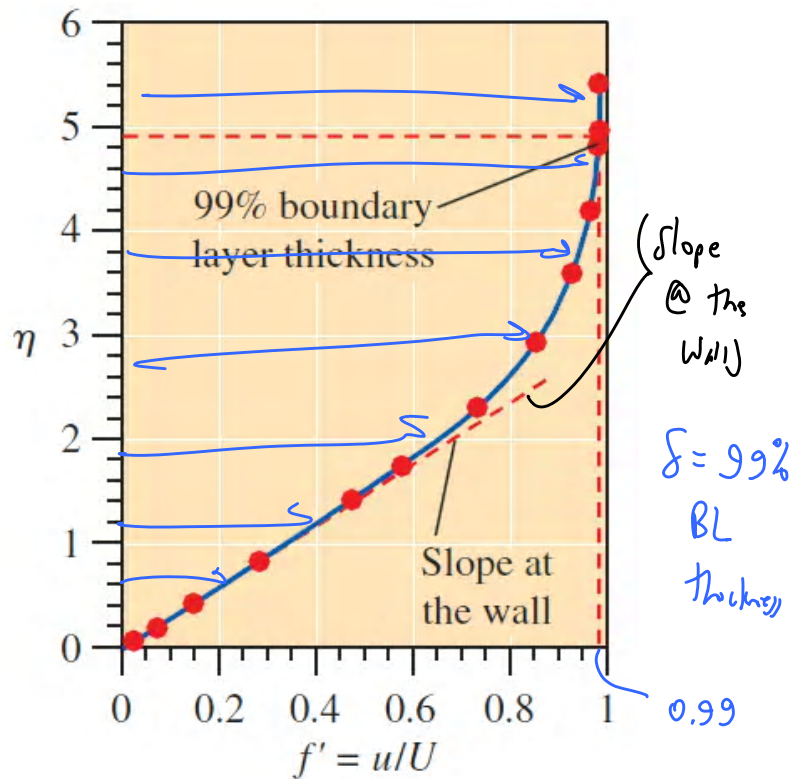 6
5
99% boundary
layer thickness
4
(slope
@ the
wall)
η
3
2
δ = 99%
BL
thickness
1
Slope at
the wall
0
0
0.2
0.4
0.6
0.8
1
0.99
f′ = u/U